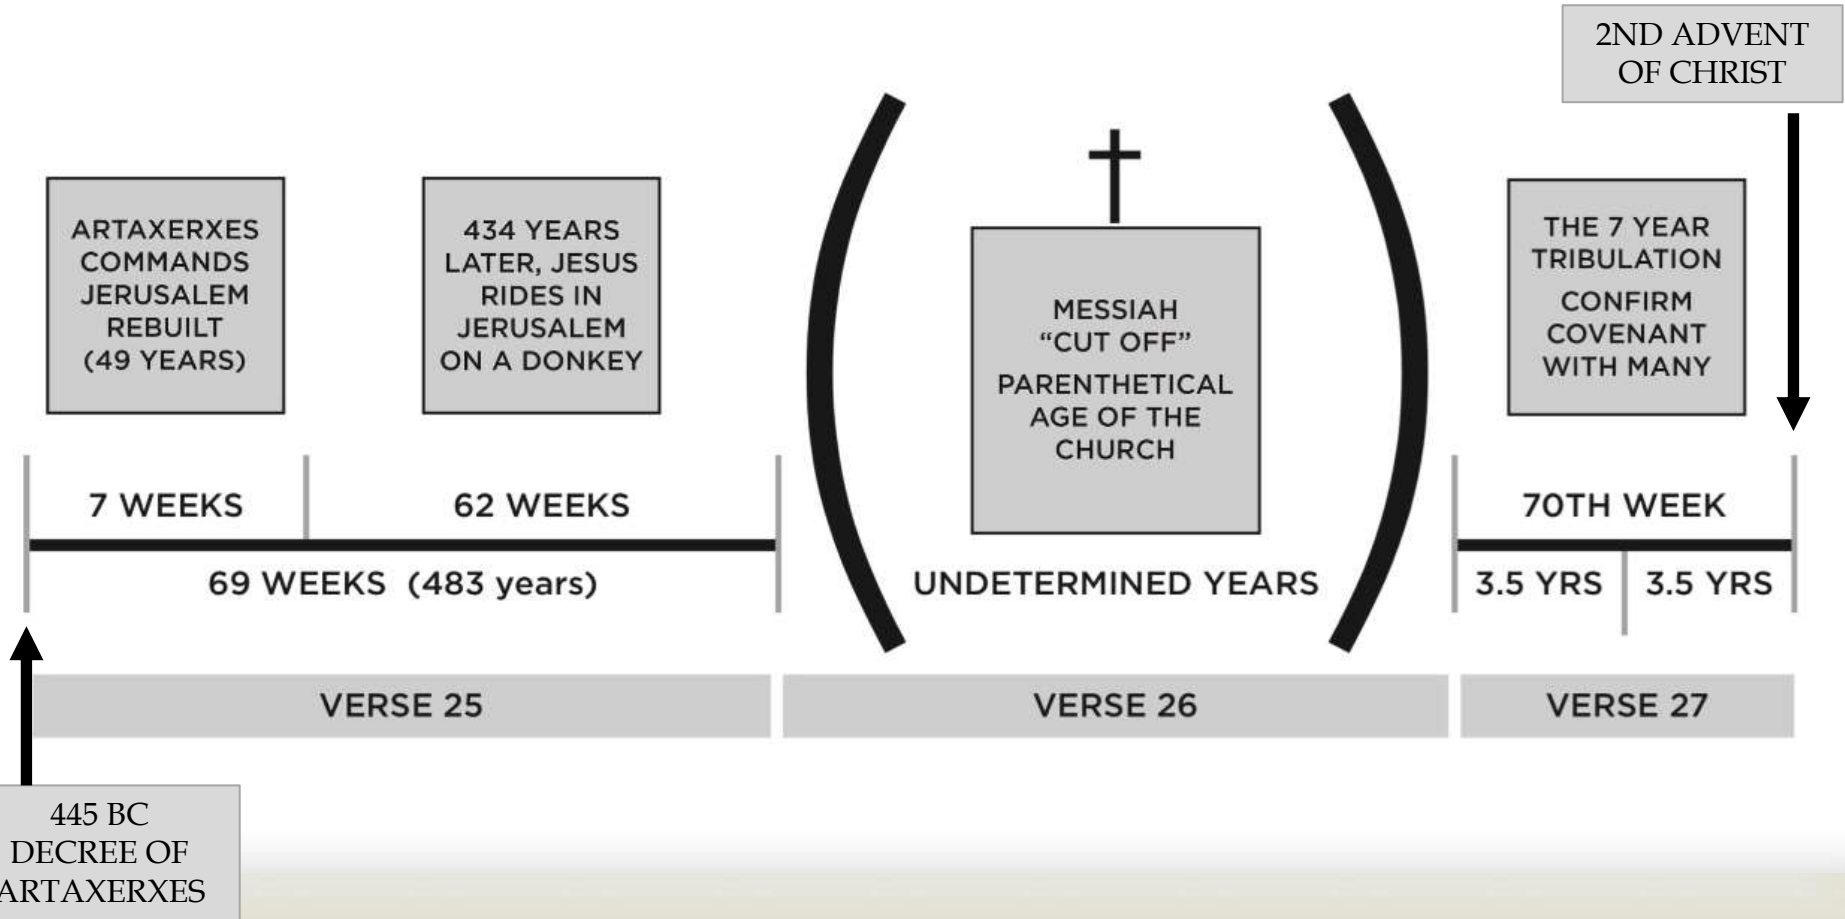 2ND ADVENT
OF CHRIST
ARTAXERXES
COMMANDS
JERUSALEM
REBUILT
(49 YEARS)
434 YEARS
LATER, JESUS
RIDES IN
JERUSALEM
ON A DONKEY
MESSIAH
“CUT OFF”
PARENTHETICAL
AGE OF THE
CHURCH
THE 7 YEAR
TRIBULATION
CONFIRM
COVENANT
WITH MANY
7 WEEKS
62 WEEKS
69 WEEKS (483 years)
UNDETERMINED YEARS
70TH WEEK
3.5 YRS
3.5 YRS
VERSE 25
VERSE 26
VERSE 27
445 BC
DECREE OF
ARTAXERXES